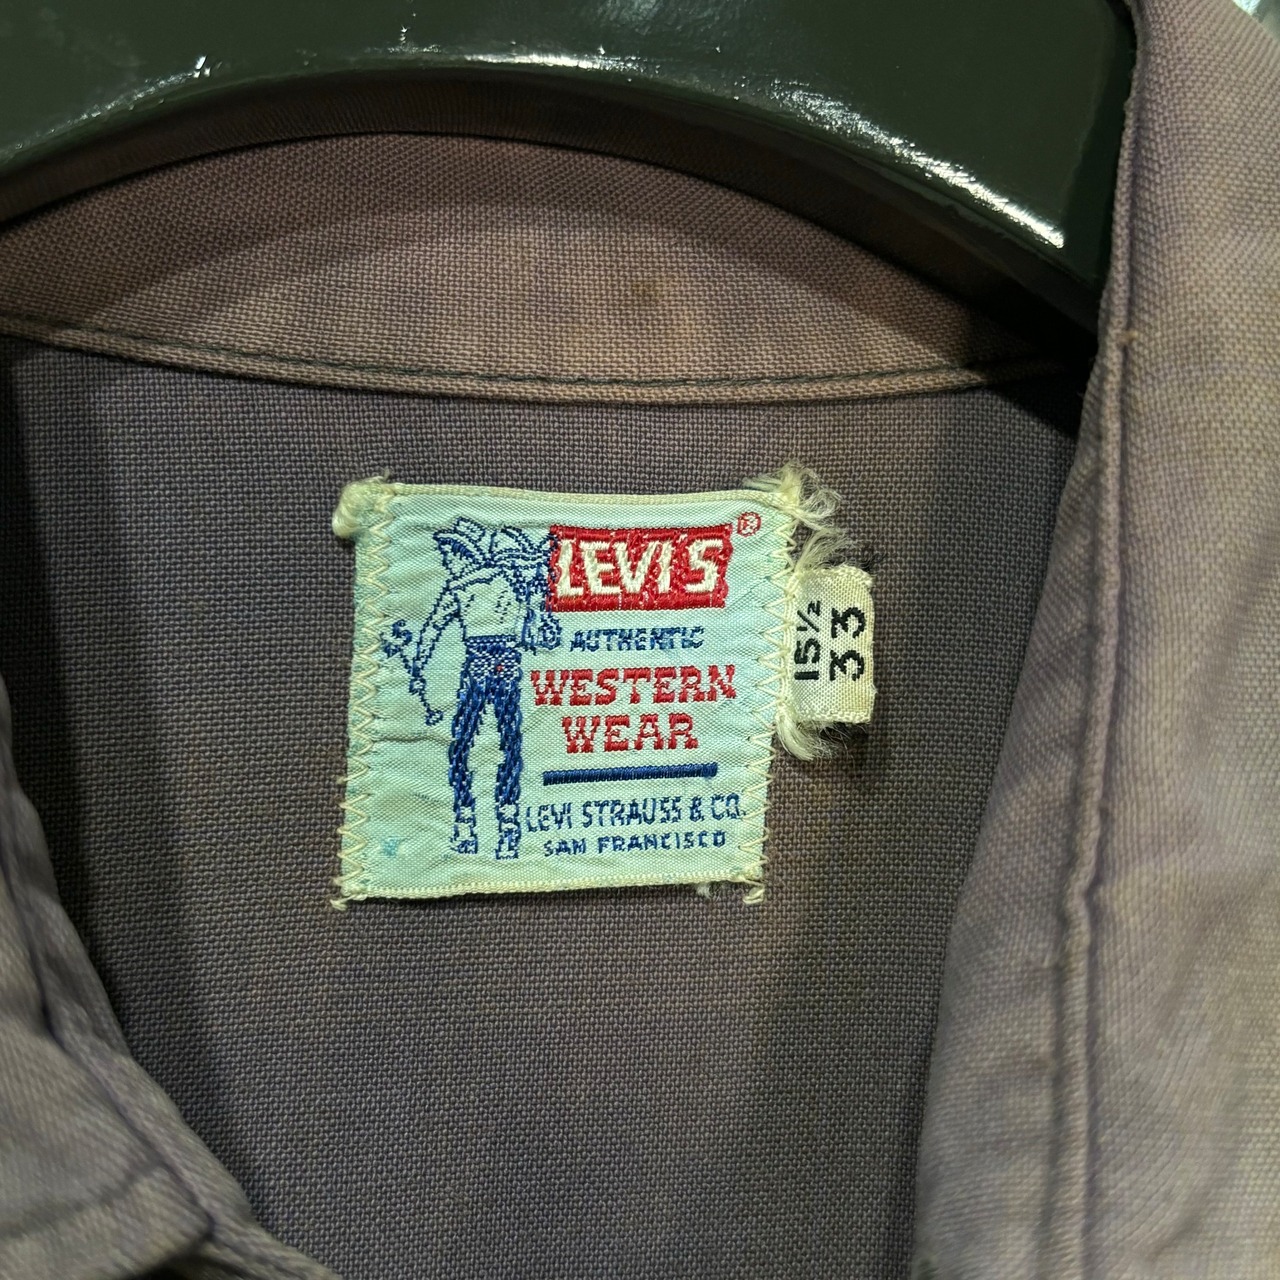 LEVI'S ®
AUTHENTIC
WESTERN
WEAR
LEVI STRAUSS & CO.
SAN FRANCISCO
15½
33